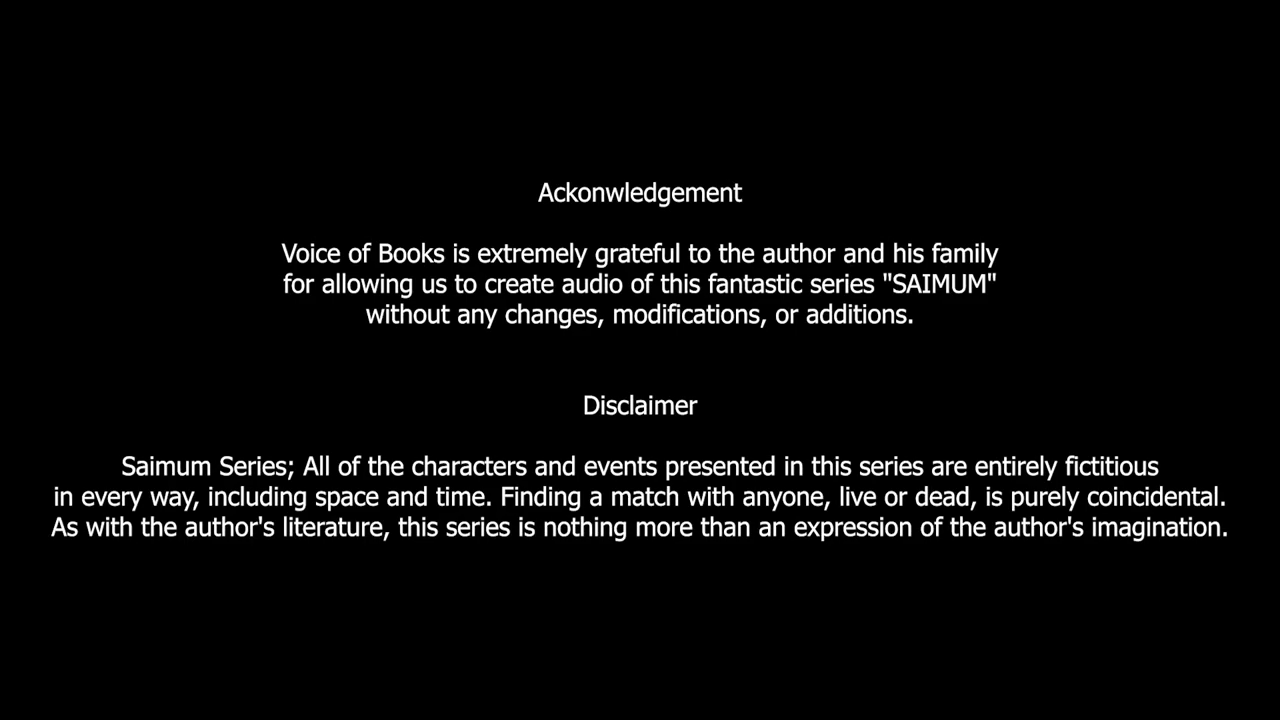 Ackonwledgement
Voice of Books is extremely grateful to the author and his family
for allowing us to create audio of this fantastic series "SAIMUM"
without any changes, modifications, or additions.
Disclaimer
Saimum Series; All of the characters and events presented in this series are entirely fictitious
in every way, including space and time. Finding a match with anyone, live or dead, is purely coincidental.
As with the author's literature, this series is nothing more than an expression of the author's imagination.